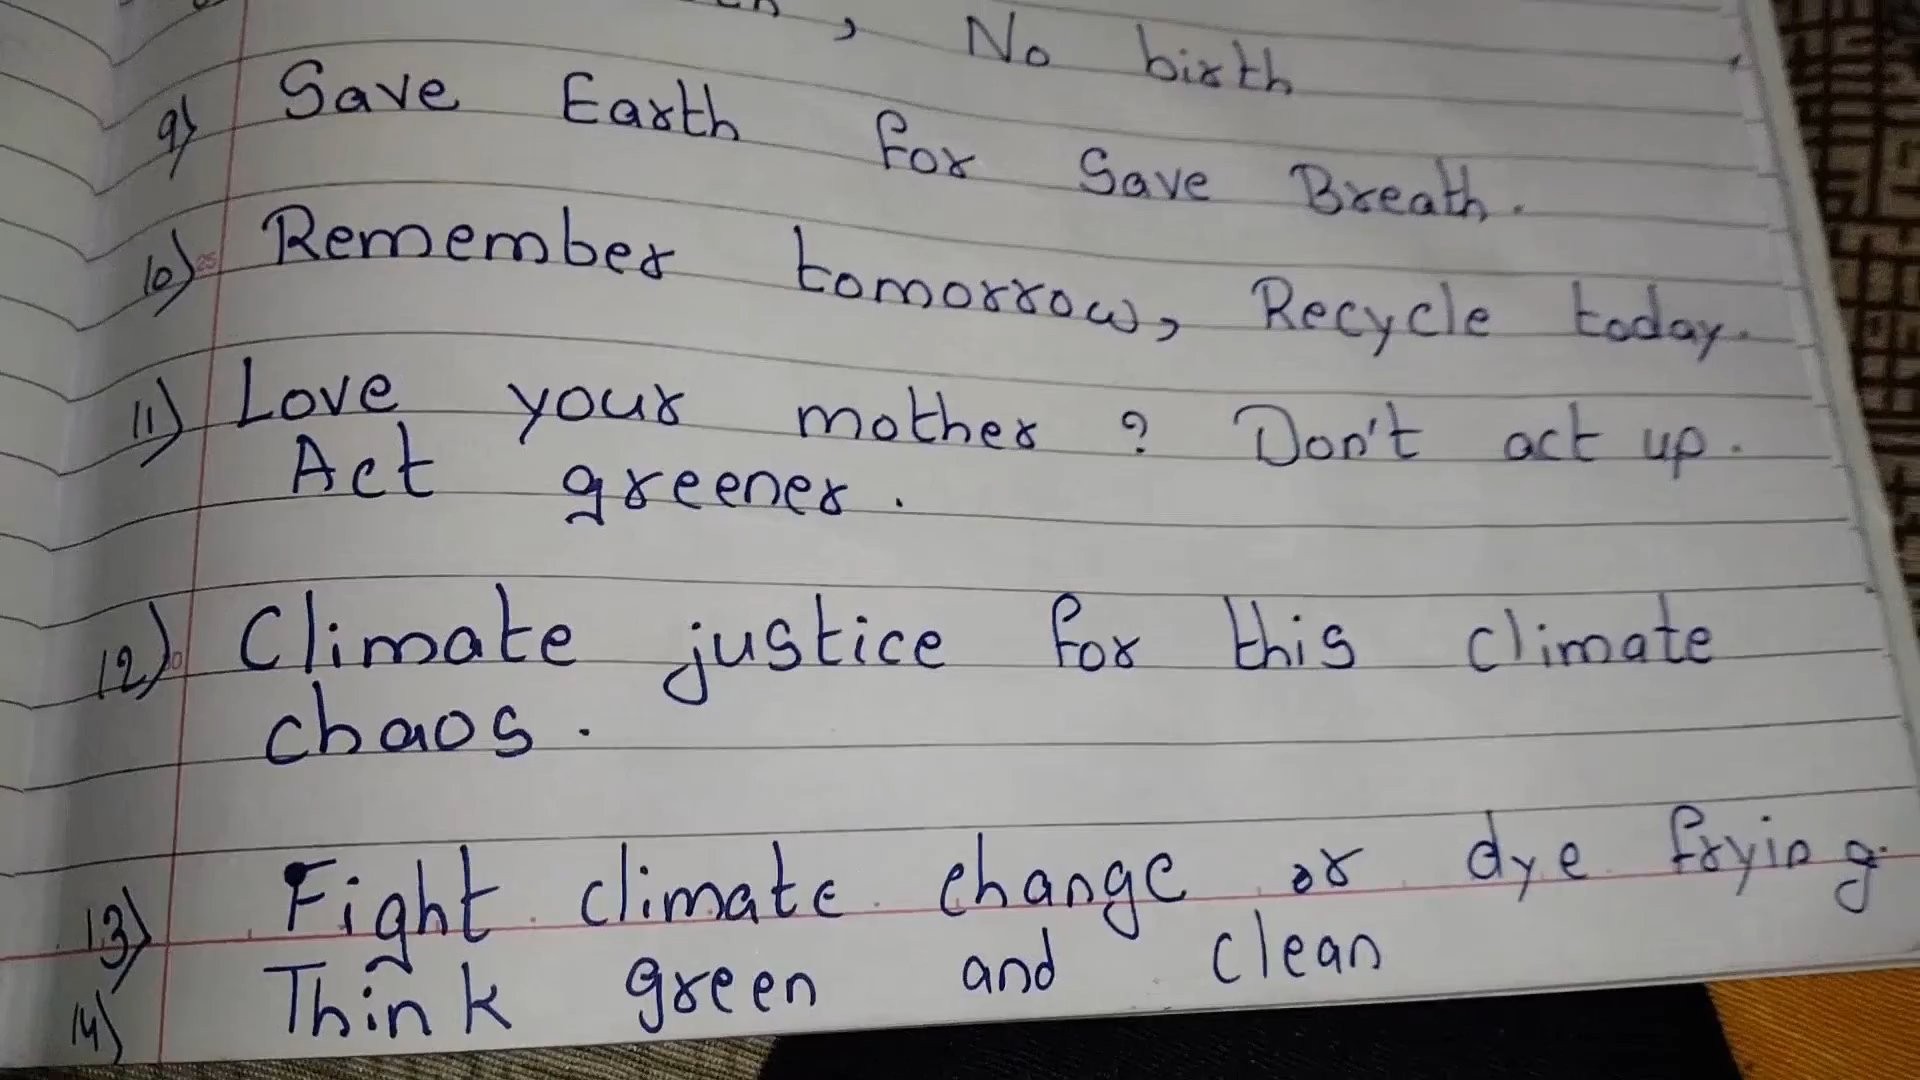 , No birth
9) Save Earth for Save Breath.
10) Remember tomorrow, Recycle today.
11) Love your mother ? Don't act up.
Act greener.
12) Climate justice for this climate
chaos.
13) Fight climate change or dye frying.
14) Think green and clean